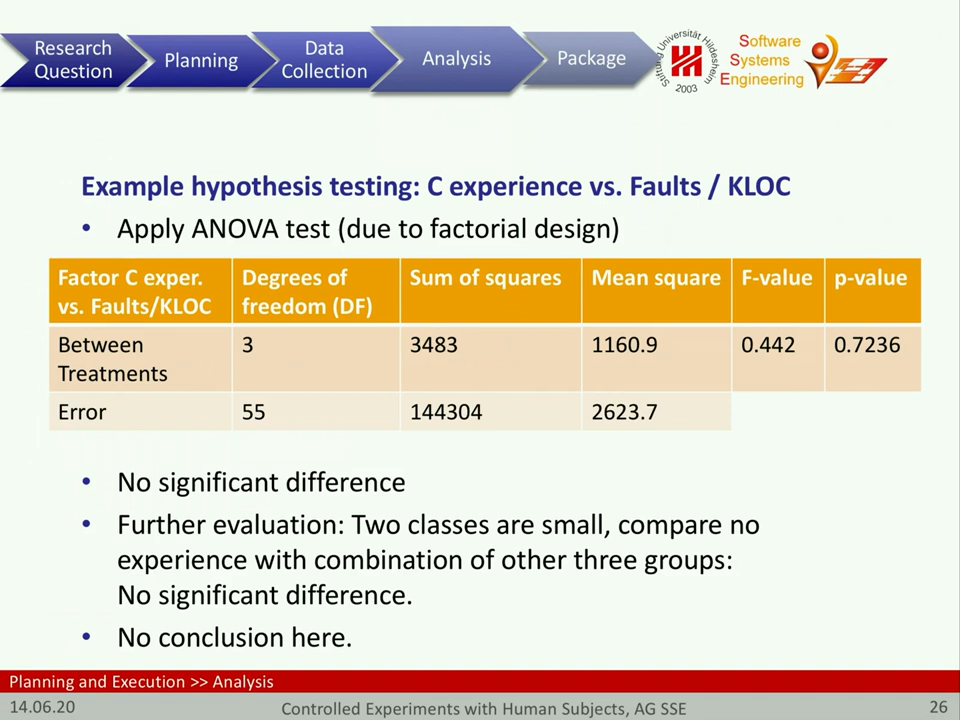 Research
Question
Planning
Data
Collection
Analysis
Package
Stiftung Universität Hildesheim
2003
Software
Systems
Engineering
Example hypothesis testing: C experience vs. Faults / KLOC
• Apply ANOVA test (due to factorial design)
Factor C exper. vs. Faults/KLOC | Degrees of freedom (DF) | Sum of squares | Mean square | F-value | p-value
Between Treatments | 3 | 3483 | 1160.9 | 0.442 | 0.7236
Error | 55 | 144304 | 2623.7
• No significant difference
• Further evaluation: Two classes are small, compare no
experience with combination of other three groups:
No significant difference.
• No conclusion here.
Planning and Execution >> Analysis
14.06.20 Controlled Experiments with Human Subjects, AG SSE 26